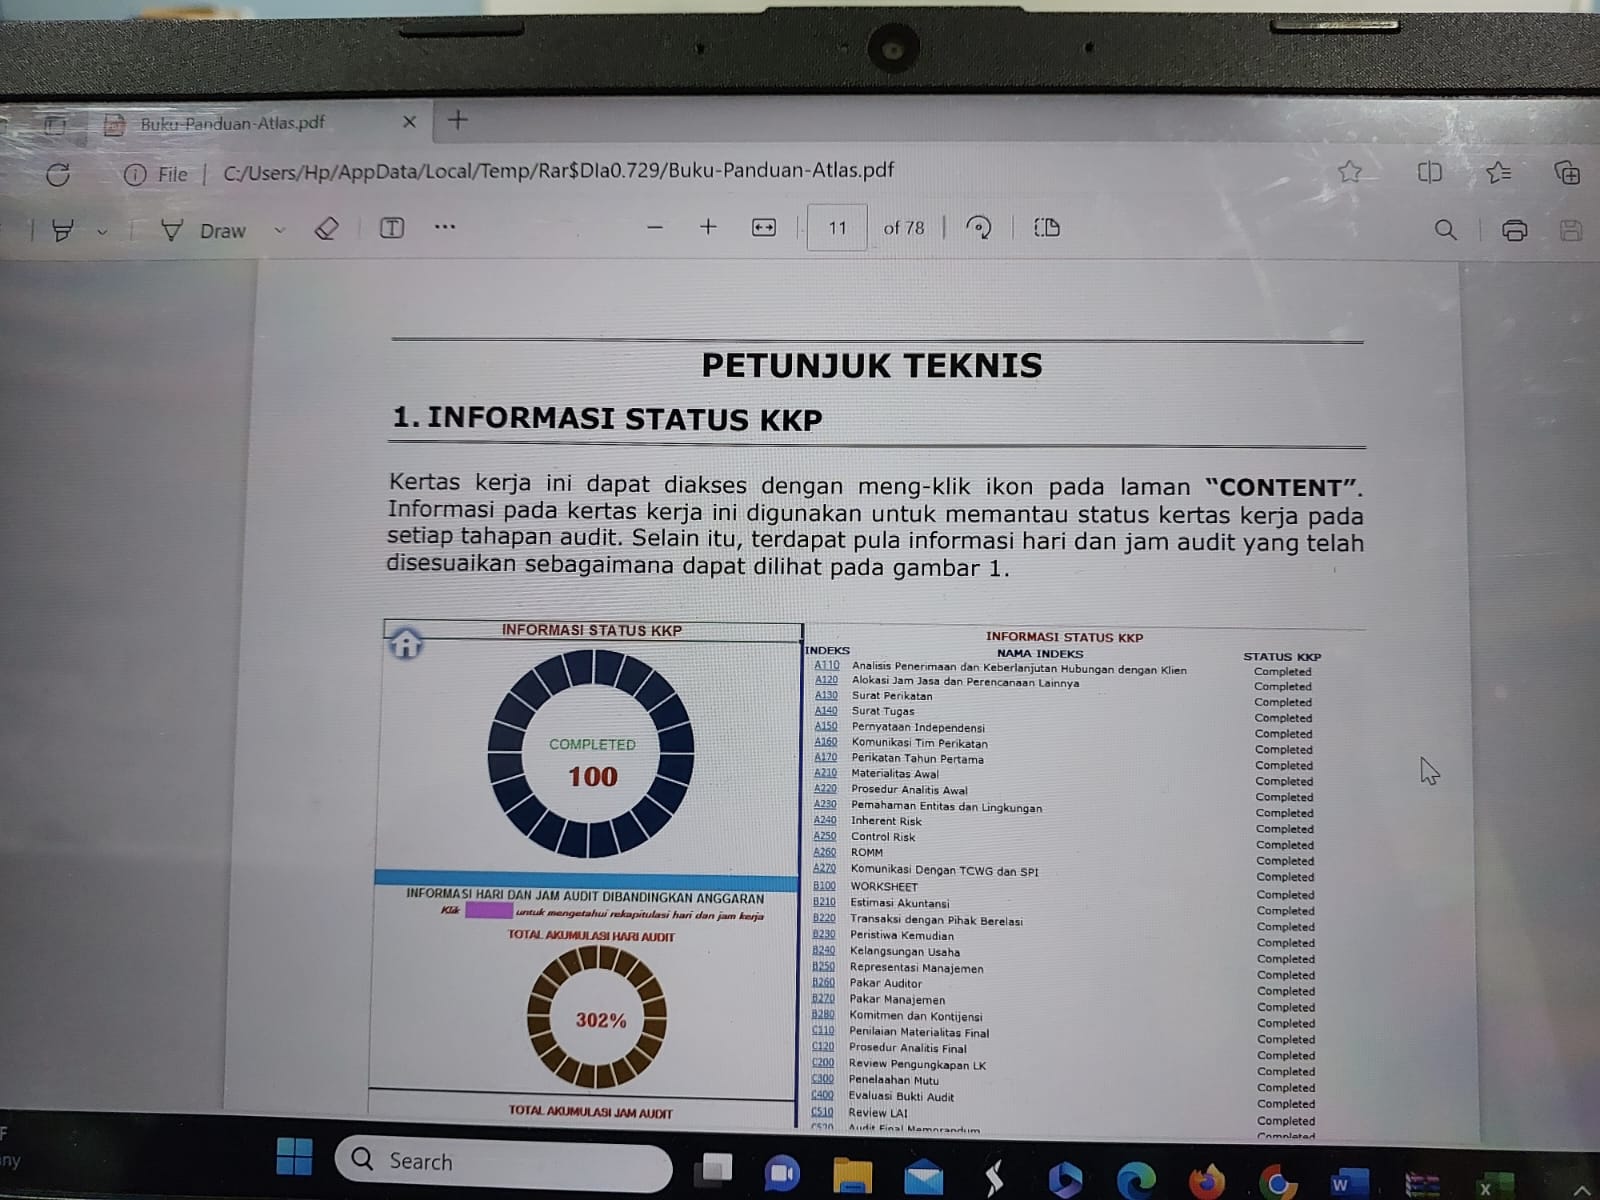 Buku-Panduan-Atlas.pdf
File
C:/Users/Hp/AppData/Local/Temp/Rar$DIa0.729/Buku-Panduan-Atlas.pdf
Draw
11 of 78
PETUNJUK TEKNIS
1. INFORMASI STATUS KKP
Kertas kerja ini dapat diakses dengan meng-klik ikon pada laman “CONTENT”.
Informasi pada kertas kerja ini digunakan untuk memantau status kertas kerja pada
setiap tahapan audit. Selain itu, terdapat pula informasi hari dan jam audit yang telah
disesuaikan sebagaimana dapat dilihat pada gambar 1.
INFORMASI STATUS KKP
COMPLETED
100
INFORMASI HARI DAN JAM AUDIT DIBANDINGKAN ANGGARAN
Klik untuk mengetahui rekapitulasi hari dan jam kerja
TOTAL AKUMULASI HARI AUDIT
302%
TOTAL AKUMULASI JAM AUDIT
INFORMASI STATUS KKP
INDEKS NAMA INDEKS STATUS KKP
A110 Analisis Penerimaan dan Keberlanjutan Hubungan dengan Klien Completed
A120 Alokasi Jam Jasa dan Perencanaan Lainnya Completed
A130 Surat Perikatan Completed
A140 Surat Tugas Completed
A150 Pernyataan Independensi Completed
A160 Komunikasi Tim Perikatan Completed
A170 Perikatan Tahun Pertama Completed
A210 Materialitas Awal Completed
A220 Prosedur Analitis Awal Completed
A230 Pemahaman Entitas dan Lingkungan Completed
A240 Inherent Risk Completed
A250 Control Risk Completed
A260 ROMM Completed
A270 Komunikasi Dengan TCWG dan SPI Completed
B100 WORKSHEET Completed
B210 Estimasi Akuntansi Completed
B220 Transaksi dengan Pihak Berelasi Completed
B230 Peristiwa Kemudian Completed
B240 Kelangsungan Usaha Completed
B250 Representasi Manajemen Completed
B260 Pakar Auditor Completed
B270 Pakar Manajemen Completed
B280 Komitmen dan Kontijensi Completed
C110 Penilaian Materialitas Final Completed
C120 Prosedur Analitis Final Completed
C200 Review Pengungkapan LK Completed
C300 Penelaahan Mutu Completed
C400 Evaluasi Bukti Audit Completed
C510 Review LAI Completed
C520 Audit Final Memorandum Completed
Search